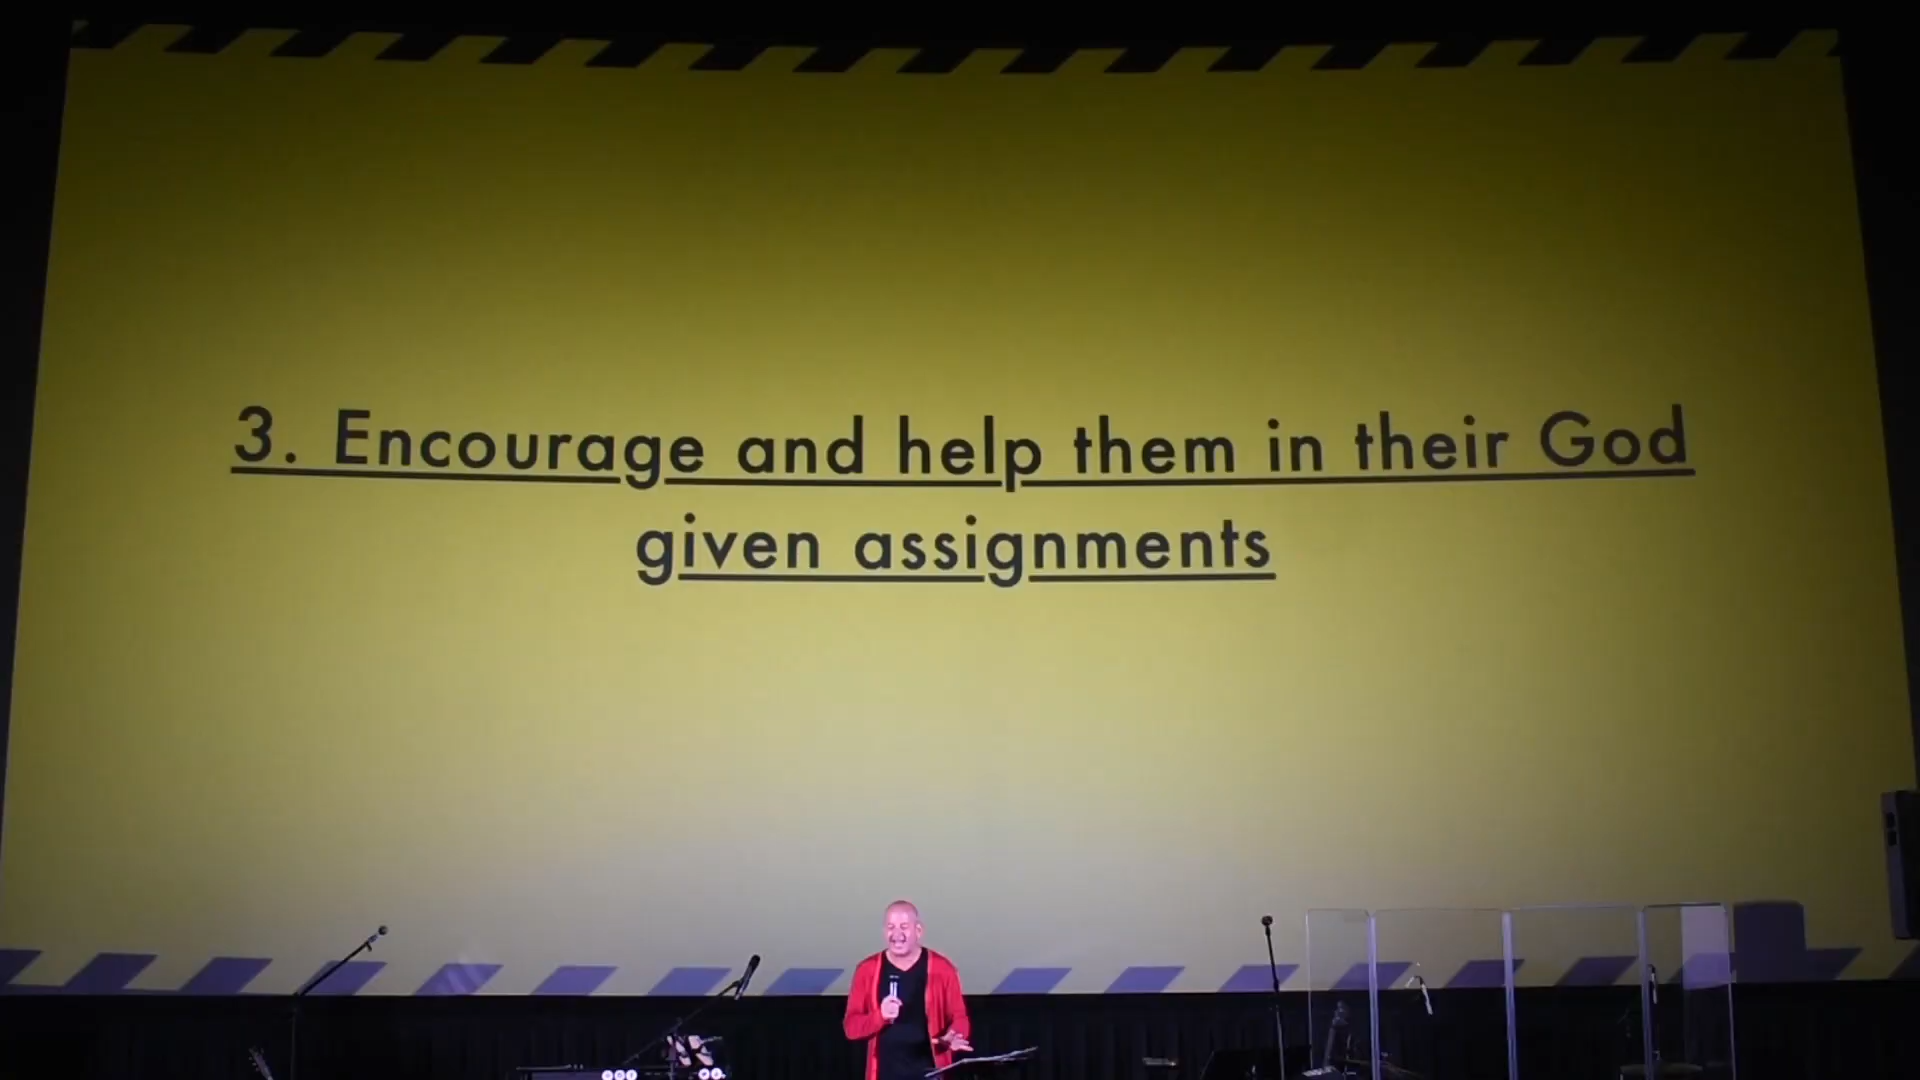 3. Encourage and help them in their God
given assignments